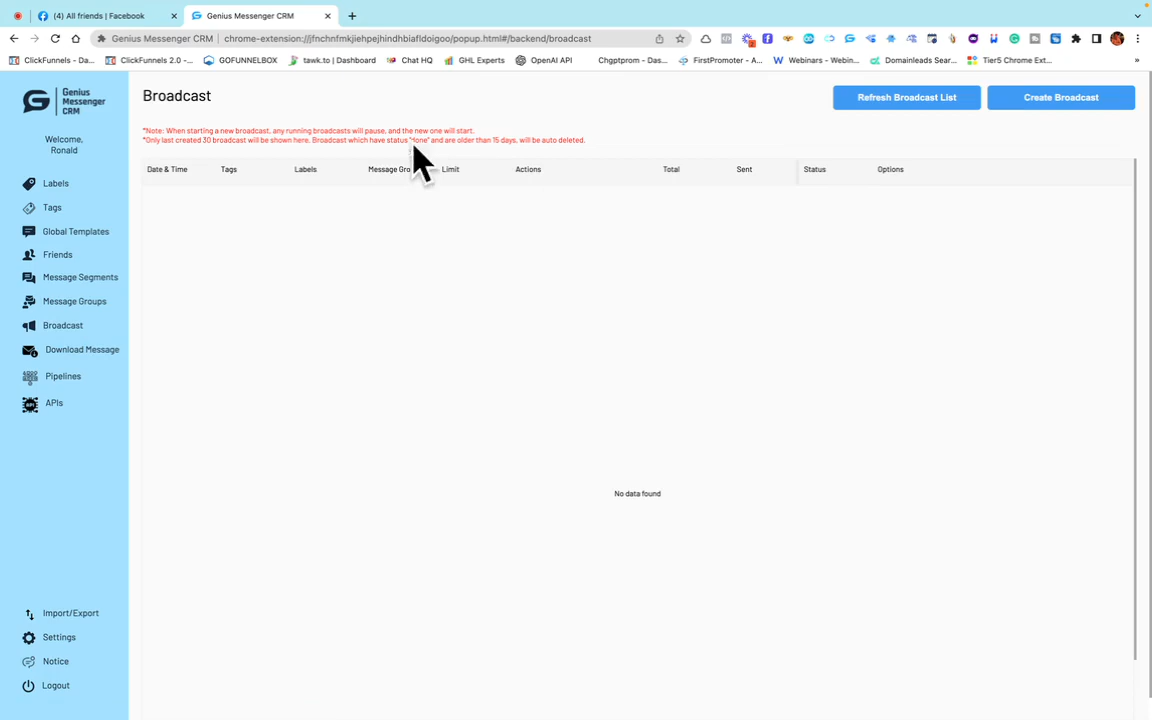 (4) All friends | Facebook
Genius Messenger CRM
Genius Messenger CRM | chrome-extension://jfnchnfmkjiehpejhindhbiafldoigoo/popup.html#/backend/broadcast
ClickFunnels - Da...
ClickFunnels 2.0 -...
GOFUNNELBOX
tawk.to | Dashboard
Chat HQ
GHL Experts
OpenAI API
Chgptprom - Das...
FirstPromoter - A...
Webinars - Webin...
Domainleads Sear...
Tier5 Chrome Ext...
»
Genius
Messenger
CRM
Welcome,
Ronald
Labels
Tags
Global Templates
Friends
Message Segments
Message Groups
Broadcast
Download Message
Pipelines
APIs
Import/Export
Settings
Notice
Logout
Broadcast
Refresh Broadcast List
Create Broadcast
*Note: When starting a new broadcast, any running broadcasts will pause, and the new one will start.
*Only last created 30 broadcast will be shown here. Broadcast which have status "done" and are older than 15 days, will be auto deleted.
Date & Time Tags Labels Message Gro Limit Actions Total Sent Status Options
No data found